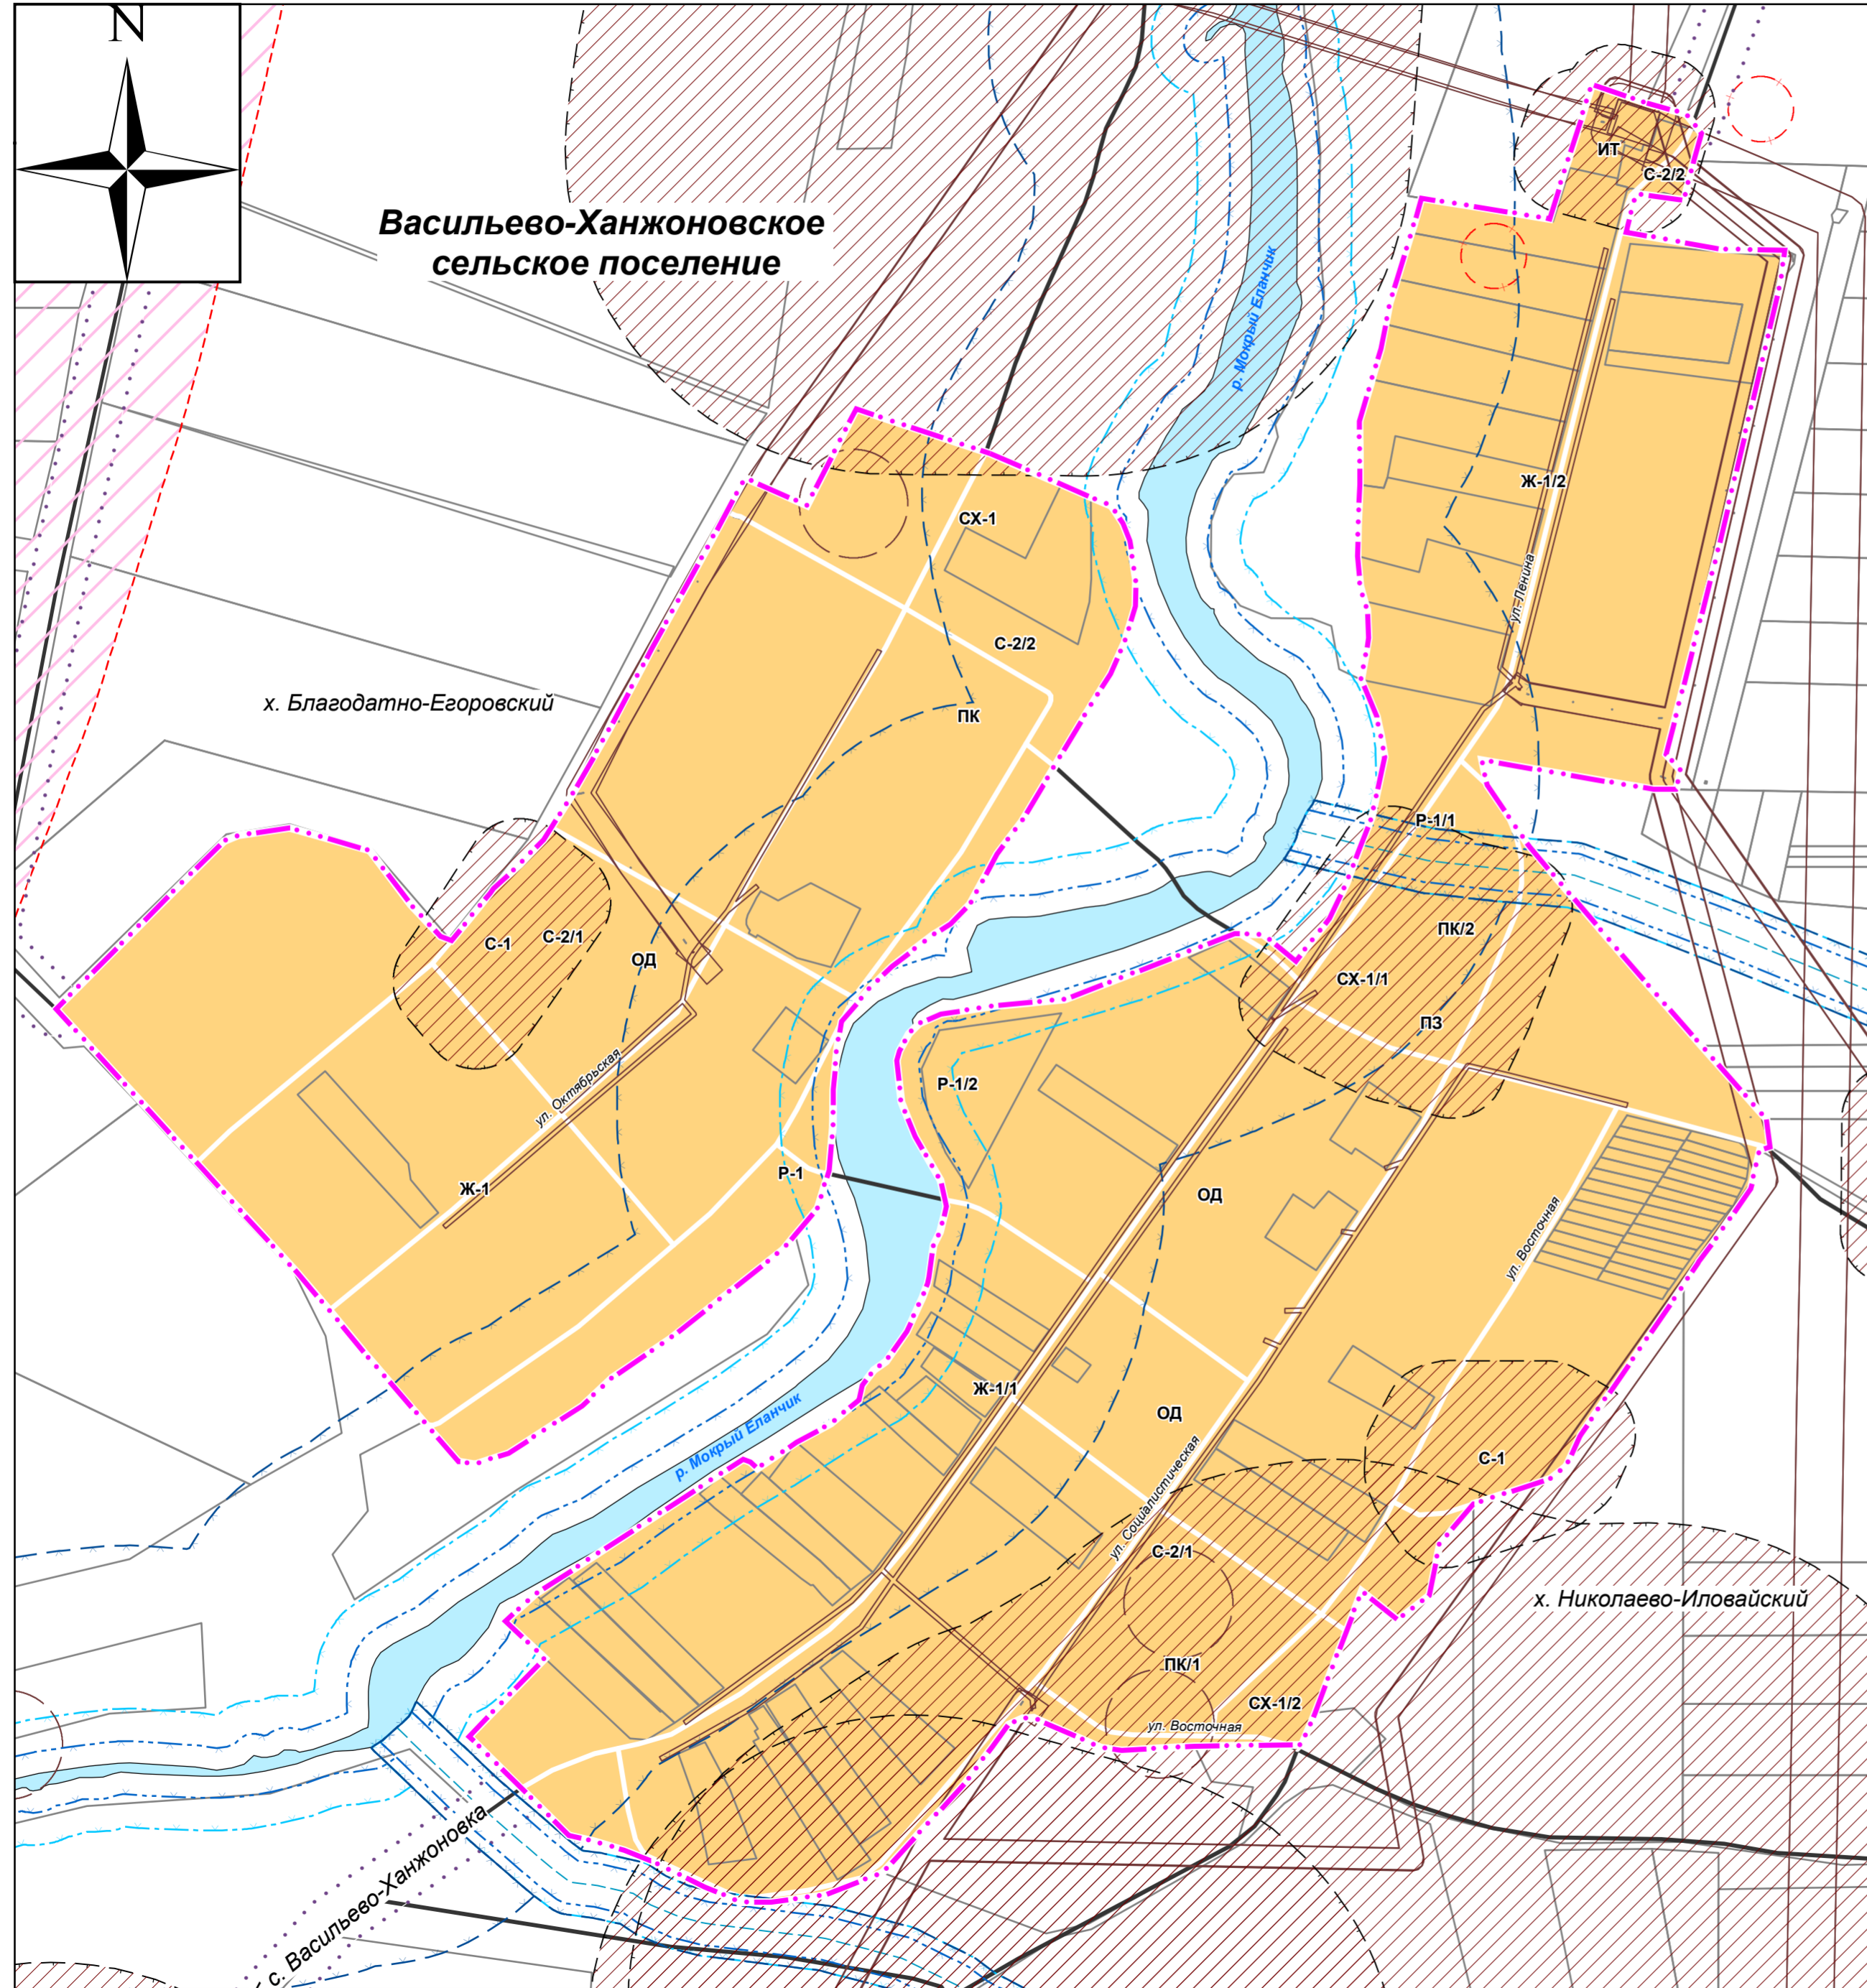 N
Васильево-Ханжоновское
сельское поселение
ИТ
С-2/2
р. Мокрый Еланчик
Ж-1/2
СХ-1
ул. Ленина
С-2/2
х. Благодатно-Егоровский
ПК
Р-1/1
ПК/2
С-1
С-2/1
ОД
СХ-1/1
ПЗ
ул. Октябрьская
Р-1/2
Р-1
Ж-1
ОД
ул. Восточная
Ж-1/1
ОД
р. Мокрый Еланчик
С-1
ул. Социалистическая
С-2/1
х. Николаево-Иловайский
ПК/1
СХ-1/2
ул. Восточная
с. Васильево-Ханжоновка